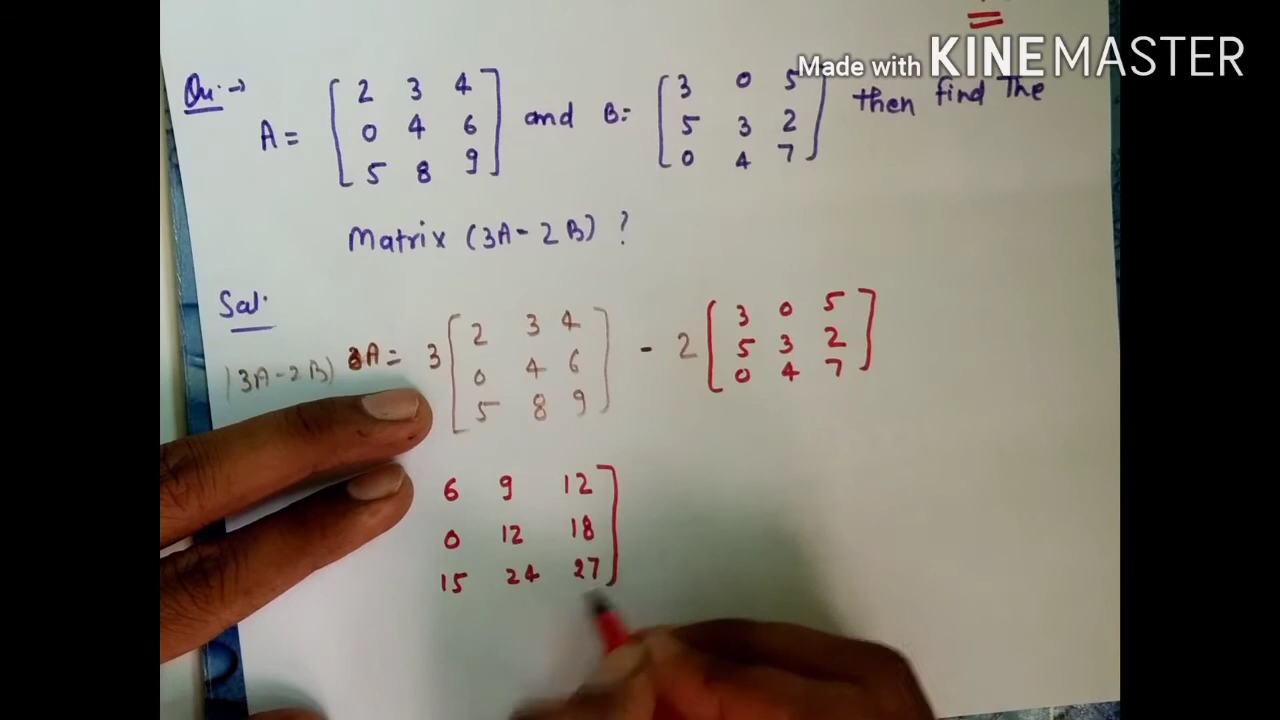 Made with KINEMASTER
Qu:→
A = [ 2 3 4 and B= [ 3 0 5 then find The
0 4 6 5 3 2
5 8 9 ] 0 4 7 ]
Matrix (3A - 2B) ?
Sol.
(3A-2B) 3A = 3 [ 2 3 4 - 2 [ 3 0 5
0 4 6 5 3 2
5 8 9 ] 0 4 7 ]
6 9 12
0 12 18
15 24 27 ]